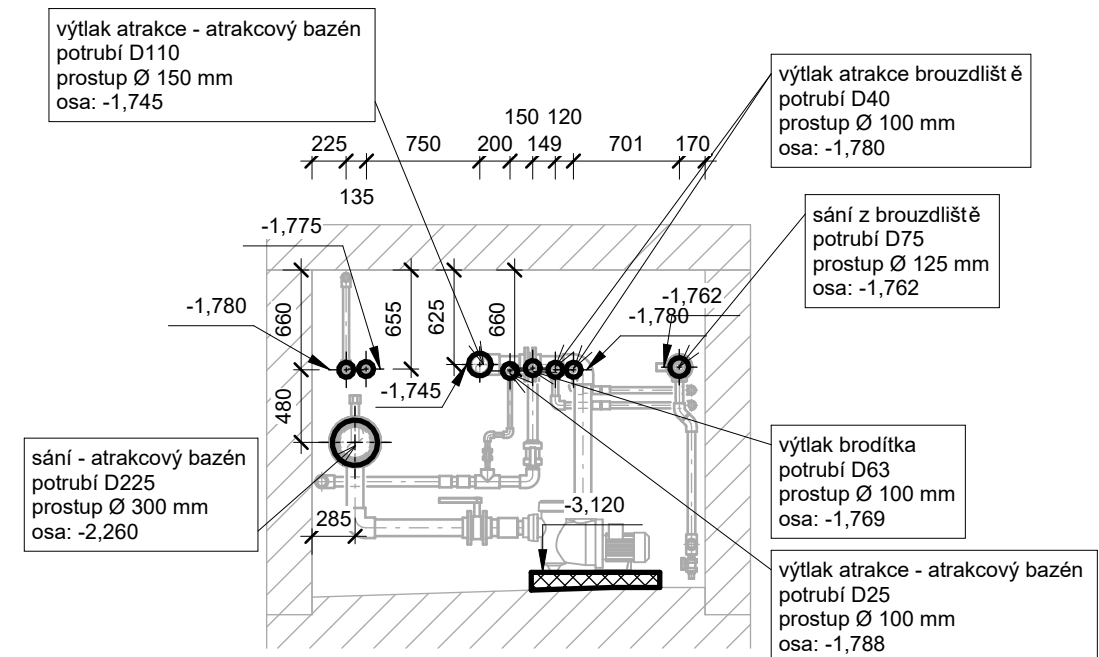 výtlak atrakce - atrakcový bazén
potrubí D110
prostup Ø 150 mm
osa: -1,745
výtlak atrakce brouzdliště
potrubí D40
prostup Ø 100 mm
osa: -1,780
150 120
225 750 200 149 701 170
135
sání z brouzdliště
potrubí D75
prostup Ø 125 mm
osa: -1,762
-1,775
-1,762
-1,780
-1,780
660
655
625
660
-1,745
480
sání - atrakcový bazén
potrubí D225
prostup Ø 300 mm
osa: -2,260
výtlak brodítka
potrubí D63
prostup Ø 100 mm
osa: -1,769
285
-3,120
výtlak atrakce - atrakcový bazén
potrubí D25
prostup Ø 100 mm
osa: -1,788